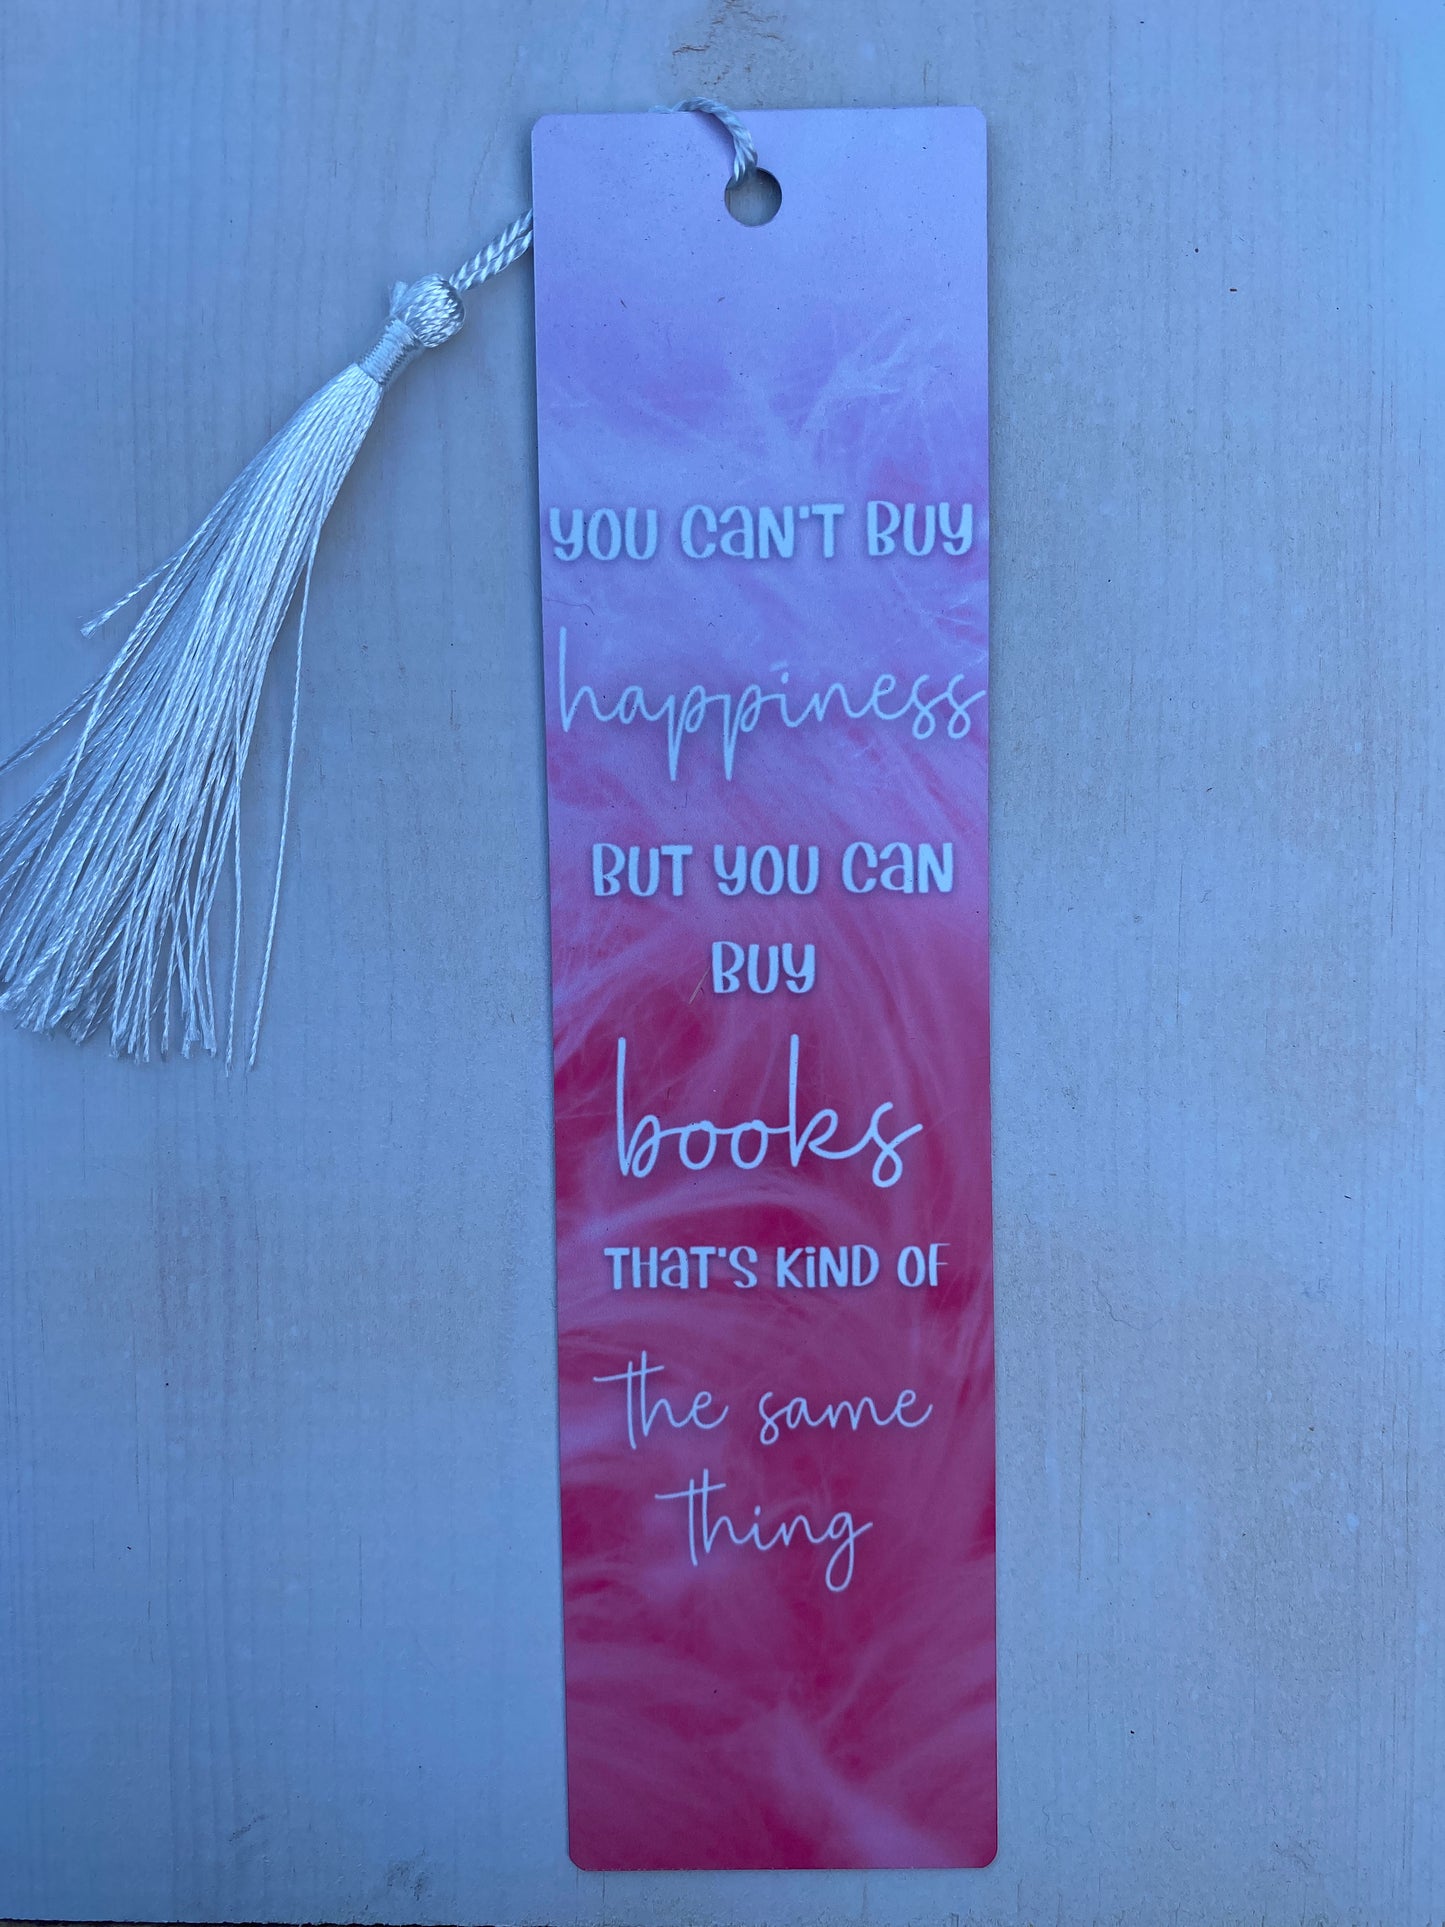 YOU CAN'T BUY
happiness
BUT YOU CAN
BUY
books
THAT'S KIND OF
the same
thing